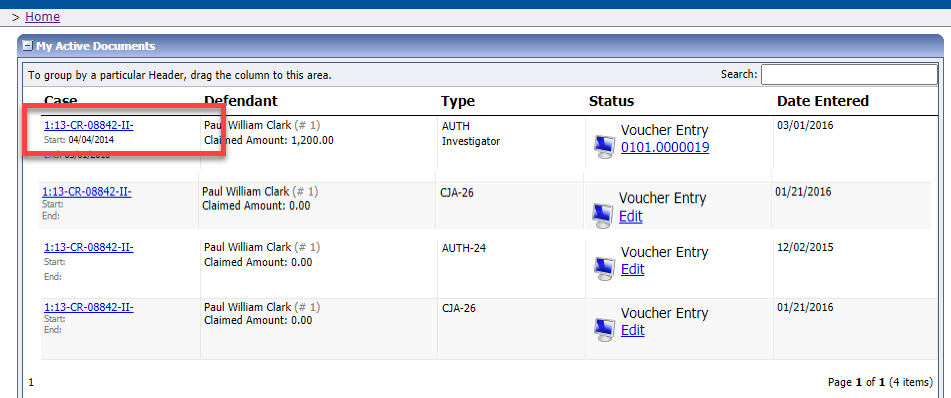 > Home
My Active Documents
To group by a particular Header, drag the column to this area. Search:
Case Defendant Type Status Date Entered
1:13-CR-08842-II- Paul William Clark (# 1) AUTH Voucher Entry 03/01/2016
Start: 04/04/2014 Claimed Amount: 1,200.00 Investigator 0101.0000019
End:
1:13-CR-08842-II- Paul William Clark (# 1) CJA-26 Voucher Entry 01/21/2016
Start: Claimed Amount: 0.00 Edit
End:
1:13-CR-08842-II- Paul William Clark (# 1) AUTH-24 Voucher Entry 12/02/2015
Start: Claimed Amount: 0.00 Edit
End:
1:13-CR-08842-II- Paul William Clark (# 1) CJA-26 Voucher Entry 01/21/2016
Start: Claimed Amount: 0.00 Edit
End:
1 Page 1 of 1 (4 items)